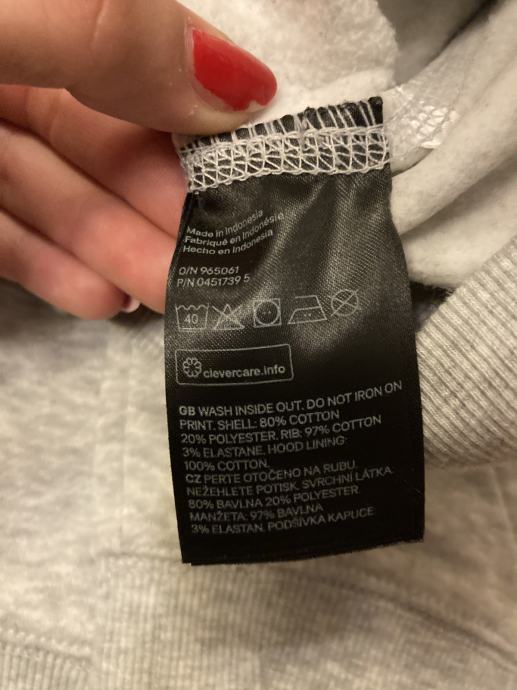 Made in Indonesia
Fabriqué en Indonésie
Hecho en Indonesia
O/N 965061
P/N 0451739 5
40
clevercare.info
GB WASH INSIDE OUT. DO NOT IRON ON
PRINT. SHELL: 80% COTTON
20% POLYESTER. RIB: 97% COTTON
3% ELASTANE. HOOD LINING:
100% COTTON.
CZ PERTE OTOČENO NA RUBU.
NEŽEHLETE POTISK. SVRCHNÍ LÁTKA:
80% BAVLNA 20% POLYESTER.
MANŽETA: 97% BAVLNA
3% ELASTAN. PODŠÍVKA KAPUCE